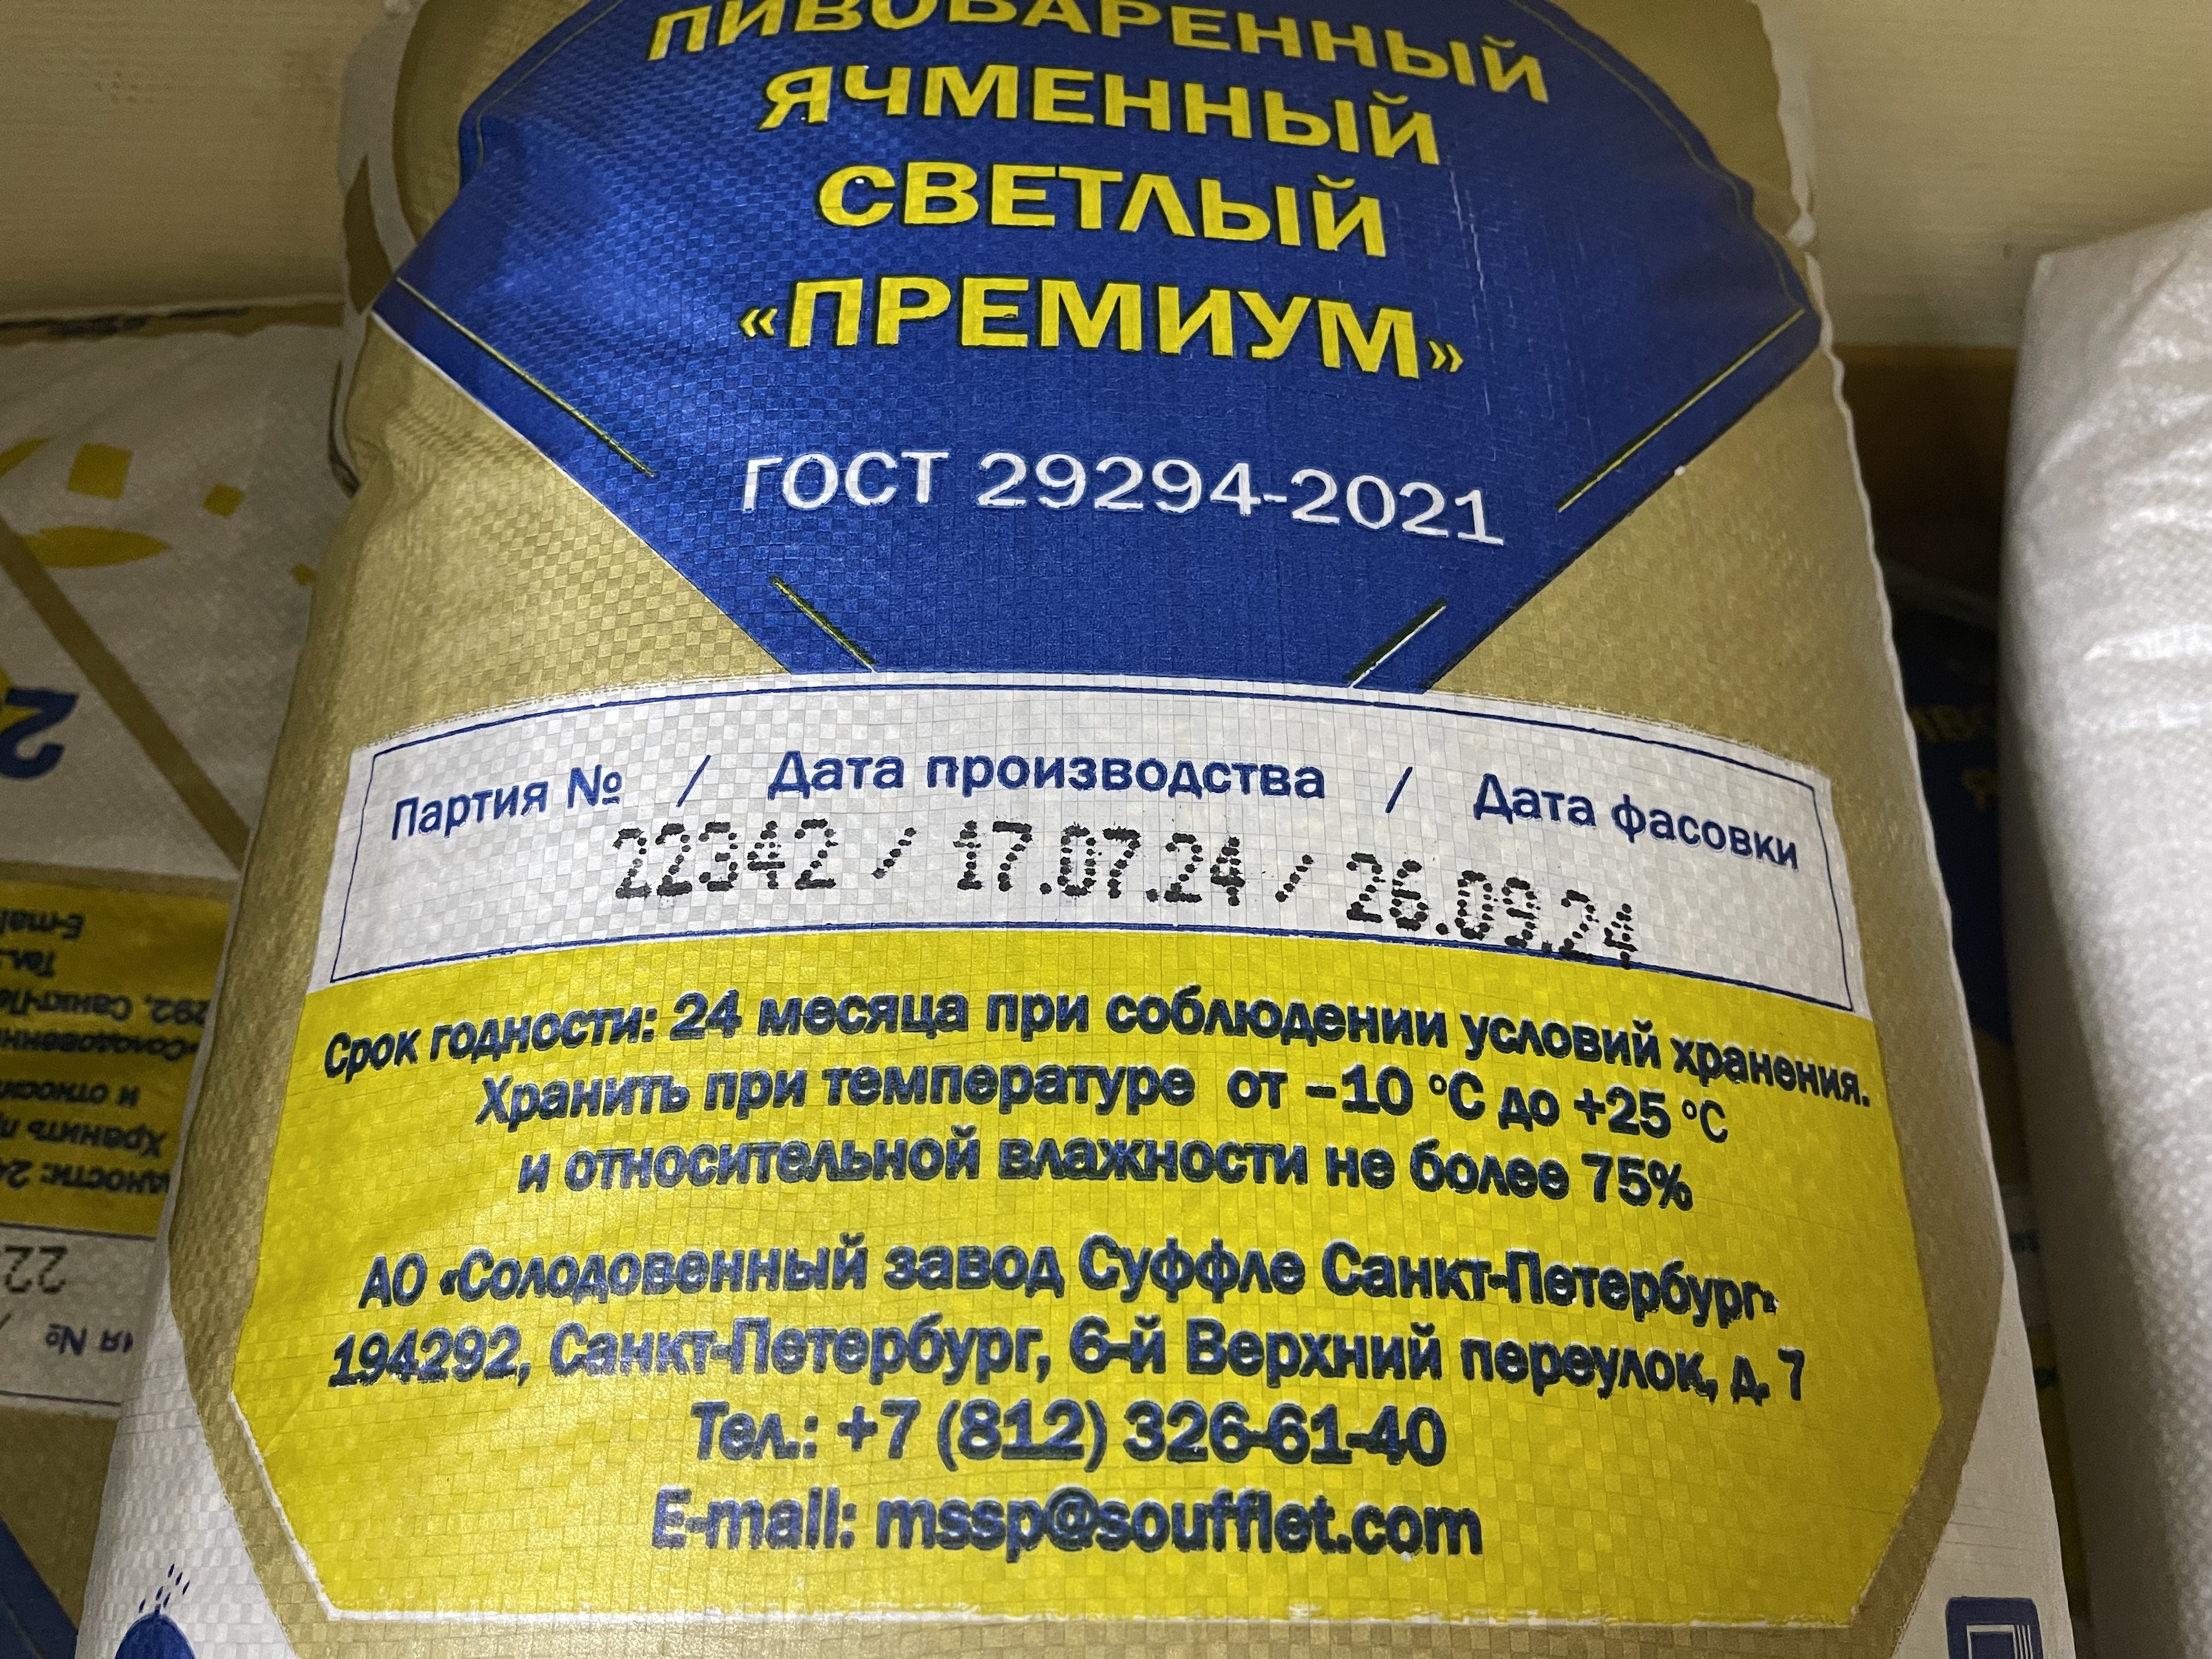 ПИВОВАРЕННЫЙ
ЯЧМЕННЫЙ
СВЕТЛЫЙ
«ПРЕМИУМ»
ГОСТ 29294-2021
Партия № / Дата производства / Дата фасовки
22342 / 17.07.24 / 26.09.24
Срок годности: 24 месяца при соблюдении условий хранения.
Хранить при температуре от –10 °С до +25 °С
и относительной влажности не более 75%
АО «Солодовенный завод Суффле Санкт-Петербург»
194292, Санкт-Петербург, 6-й Верхний переулок, д. 7
Тел.: +7 (812) 326-61-40
E-mail: mssp@soufflet.com